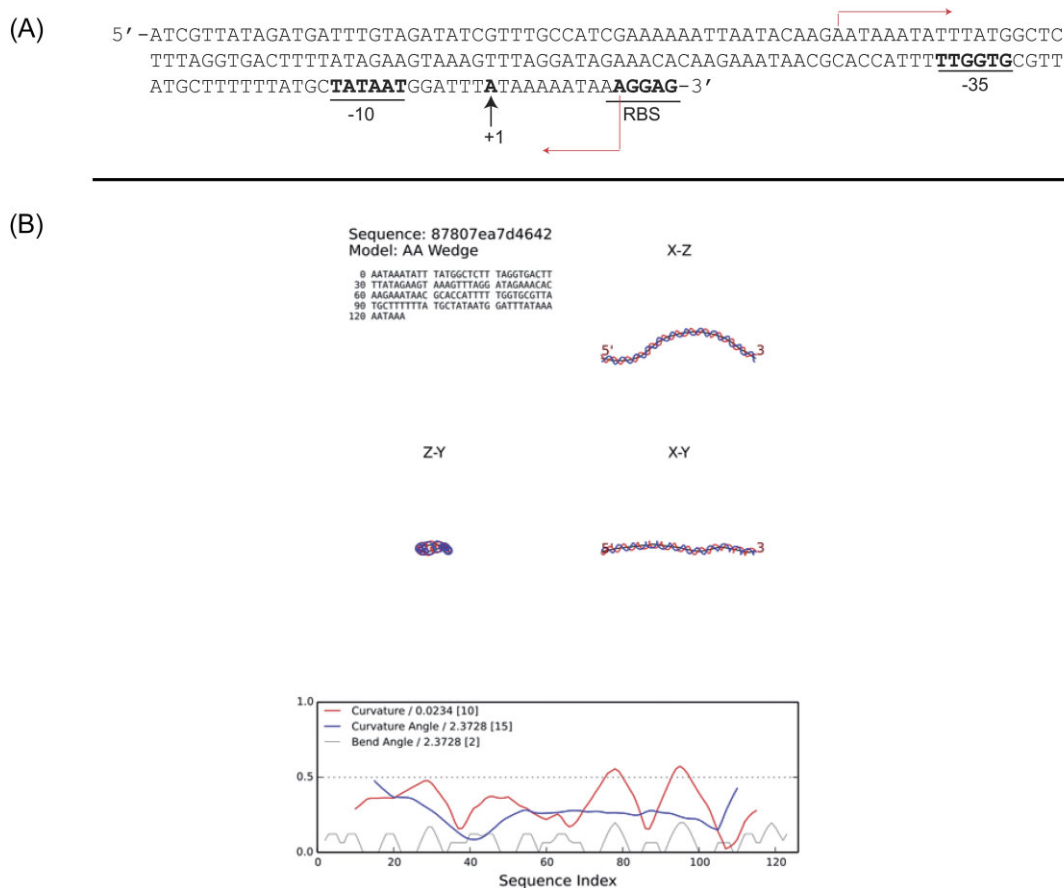 (A)
5′-ATCGTTATAGATGATTTGTAGATATCGTTTGCCATCGAAAAAATTAATACAAGAATAAATATTTATGGCTC
TTTAGGTGACTTTTATAGAAGTAAAGTTTAGGATAGAAACACAAGAAATAACGCACCATTTTTTGGTGCGTT
ATGCTTTTTTATGCTATAATGGATTTATAAAAATAAAGGAG-3′
-35
-10
RBS
+1
(B)
Sequence: 87807ea7d4642
Model: AA Wedge
X-Z
0 AATAAATATT TATGGCTCTT TAGGTGACTT
30 TTATAGAAGT AAAGTTTAGG ATAGAAACAC
60 AAGAAATAAC GCACCATTTT TTGGTGCGTTA
90 TGCTTTTTTA TGCTATAATG GATTTATAAA
120 AATAAA
5' 3
Z-Y X-Y
5' 3
1.0
Curvature / 0.0234 [10]
Curvature Angle / 2.3728 [15]
Bend Angle / 2.3728 [2]
0.5
0.0
0 20 40 60 80 100 120
Sequence Index